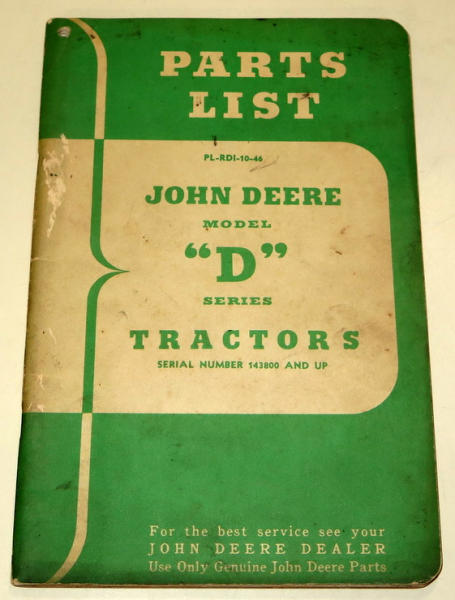 PARTS
LIST
PL-RDI-10-46
JOHN DEERE
MODEL
“D”
SERIES
TRACTORS
SERIAL NUMBER 143800 AND UP
For the best service see your
JOHN DEERE DEALER
Use Only Genuine John Deere Parts